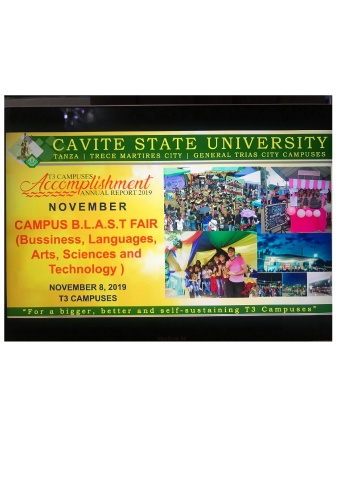 CAVITE STATE UNIVERSITY
TANZA | TRECE MARTIRES CITY | GENERAL TRIAS CITY CAMPUSES
T3 CAMPUSES
Accomplishment
ANNUAL REPORT 2019
NOVEMBER
CAMPUS B.L.A.S.T FAIR
(Bussiness, Languages,
Arts, Sciences and
Technology )
NOVEMBER 8, 2019
T3 CAMPUSES
"For a bigger, better and self-sustaining T3 Campuses"